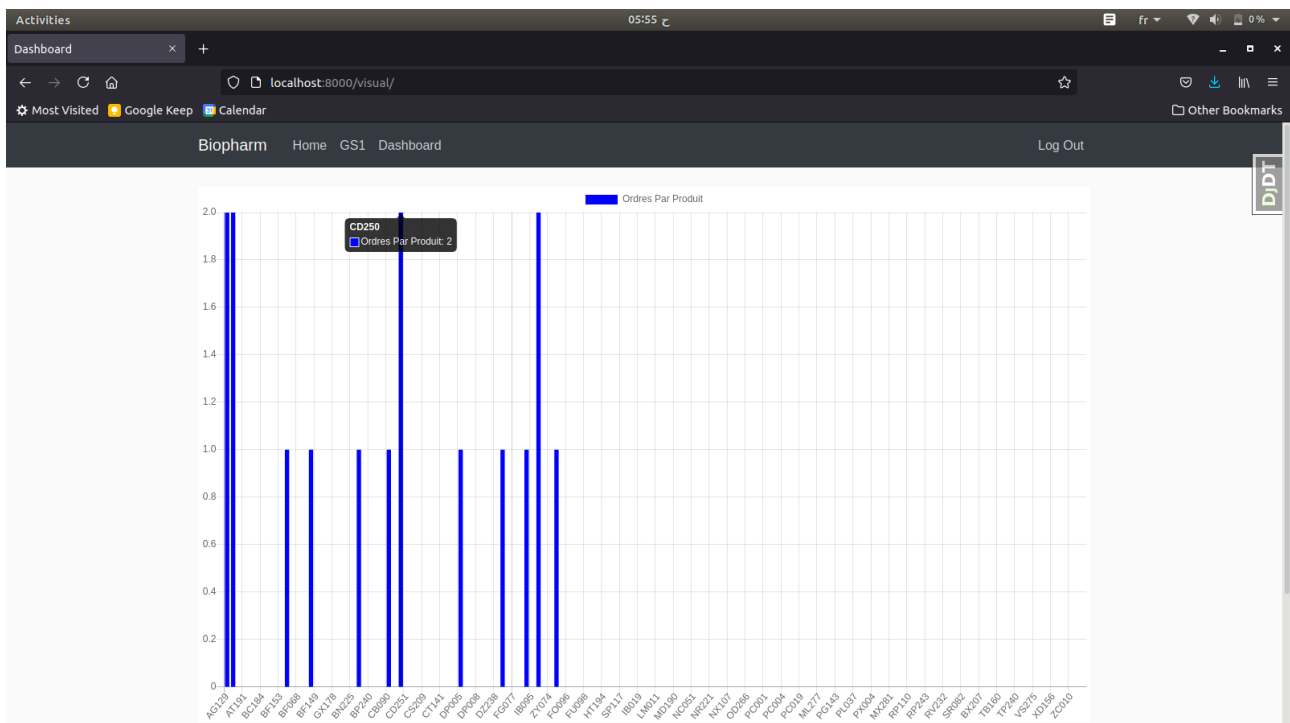 Activities
05:55 ح
fr
0 %
Dashboard
localhost:8000/visual/
Most Visited Google Keep 31 Calendar Other Bookmarks
Biopharm Home GS1 Dashboard Log Out
DjDT
Ordres Par Produit
2.0
CD250
Ordres Par Produit: 2
1.8
1.6
1.4
1.2
1.0
0.8
0.6
0.4
0.2
0
AG129 AT191 BC184 BF153 BF068 BF149 GX178 BN225 BP240 CB090 CD251 CS209 CT141 DP005 DP008 DZ238 FG077 IB095 ZY074 FO096 FU098 HT194 SP117 IB019 LM011 MD190 NC051 NR221 NX107 OD266 PC001 PC004 PC019 ML277 PG143 PL037 PX004 MX281 RP110 RP243 RV232 SR082 BX207 TB160 TP240 VS275 XD156 ZC010